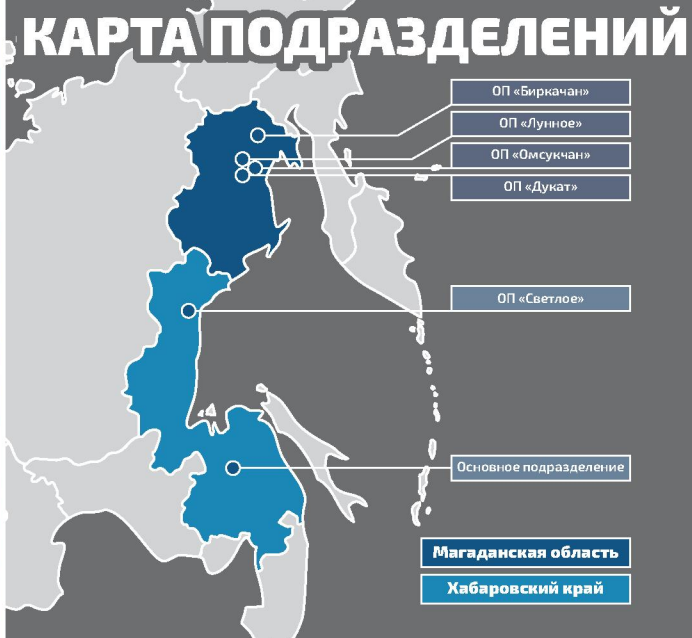 КАРТА ПОДРАЗДЕЛЕНИЙ
ОП «Биркачан»
ОП «Лунное»
ОП «Омсукчан»
ОП «Дукат»
ОП «Светлое»
Основное подразделение
Магаданская область
Хабаровский край